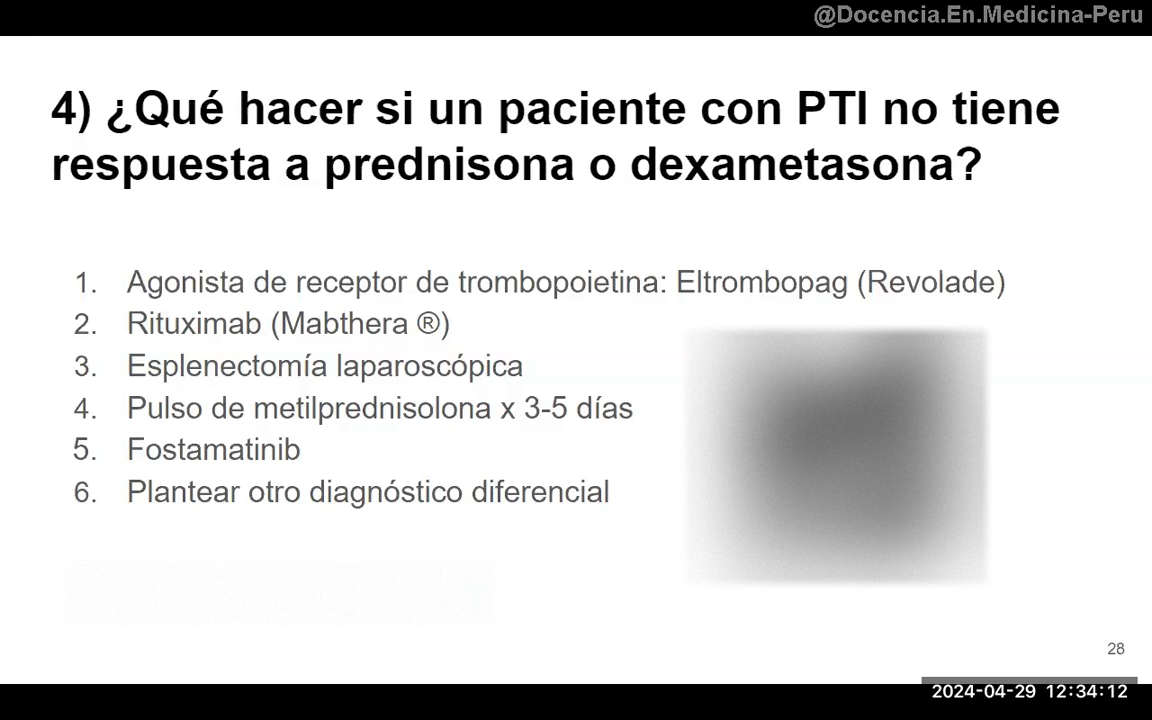 @Docencia.En.Medicina-Peru
4) ¿Qué hacer si un paciente con PTI no tiene
respuesta a prednisona o dexametasona?
1. Agonista de receptor de trombopoietina: Eltrombopag (Revolade)
2. Rituximab (Mabthera ®)
3. Esplenectomía laparoscópica
4. Pulso de metilprednisolona x 3-5 días
5. Fostamatinib
6. Plantear otro diagnóstico diferencial
28
2024-04-29 12:34:12